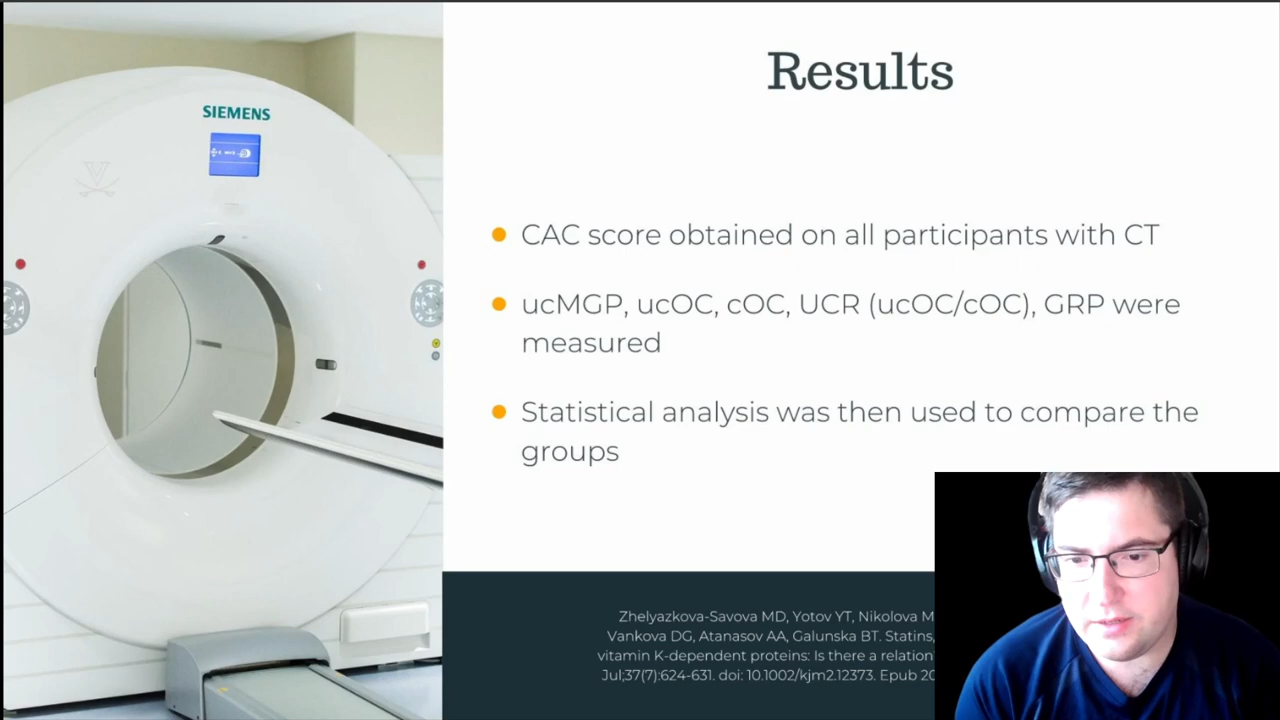 SIEMENS
Results
CAC score obtained on all participants with CT
ucMGP, ucOC, cOC, UCR (ucOC/cOC), GRP were
measured
Statistical analysis was then used to compare the
groups
Zhelyazkova-Savova MD, Yotov YT, Nikolova M
Vankova DG, Atanasov AA, Galunska BT. Statins,
vitamin K-dependent proteins: Is there a relation
Jul;37(7):624-631. doi: 10.1002/kjm2.12373. Epub 20